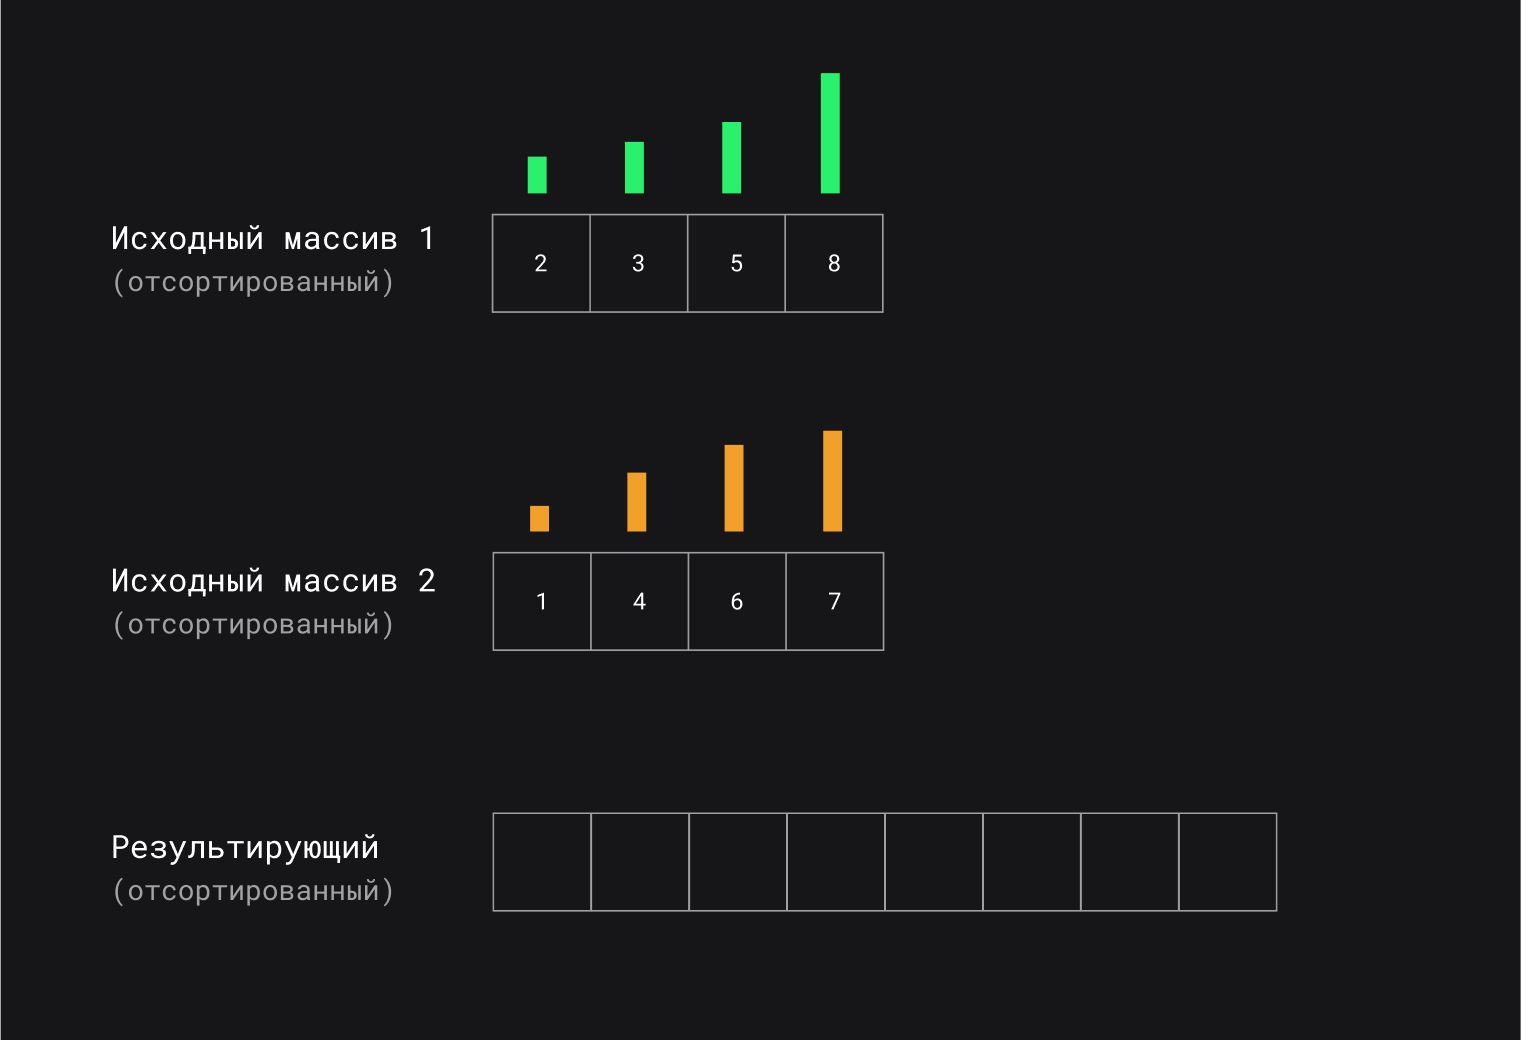 Исходный массив 1
(отсортированный)
2 3 5 8
Исходный массив 2
(отсортированный)
1 4 6 7
Результирующий
(отсортированный)